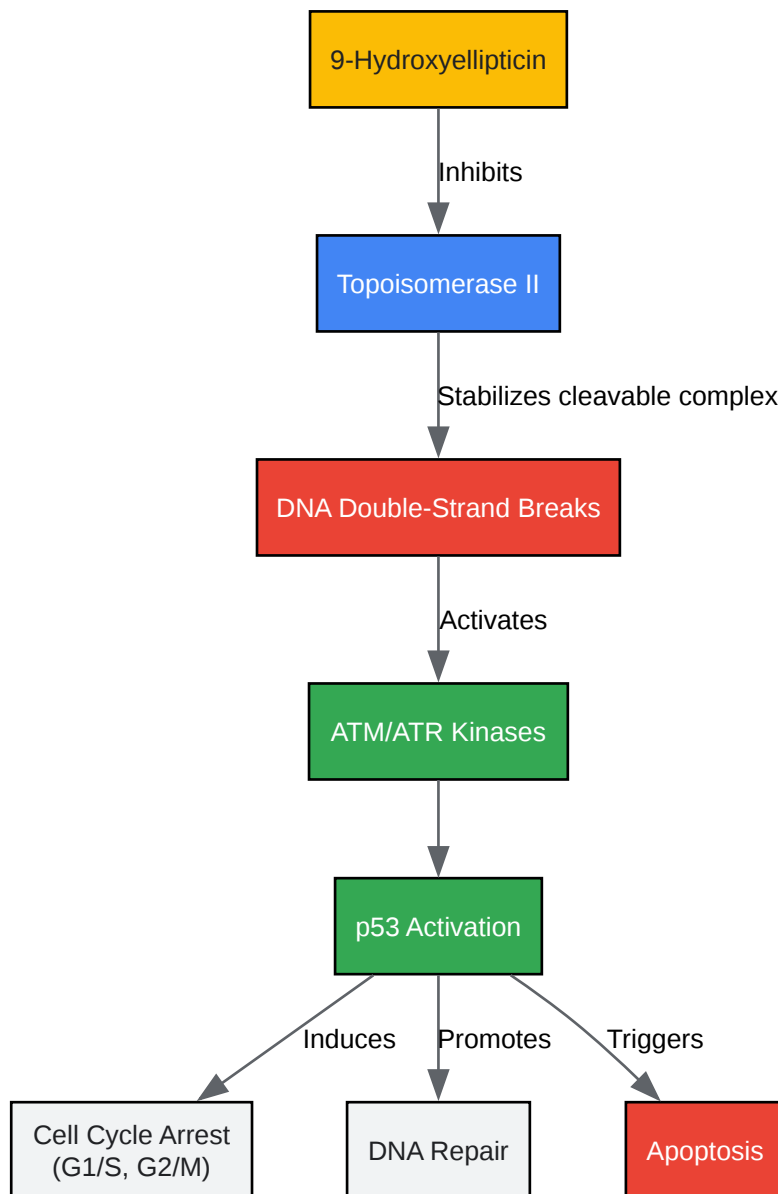 9-Hydroxyellipticin
Inhibits
Topoisomerase II
Stabilizes cleavable complex
DNA Double-Strand Breaks
Activates
ATM/ATR Kinases
p53 Activation
Induces
Promotes
Triggers
Cell Cycle Arrest
(G1/S, G2/M)
DNA Repair
Apoptosis